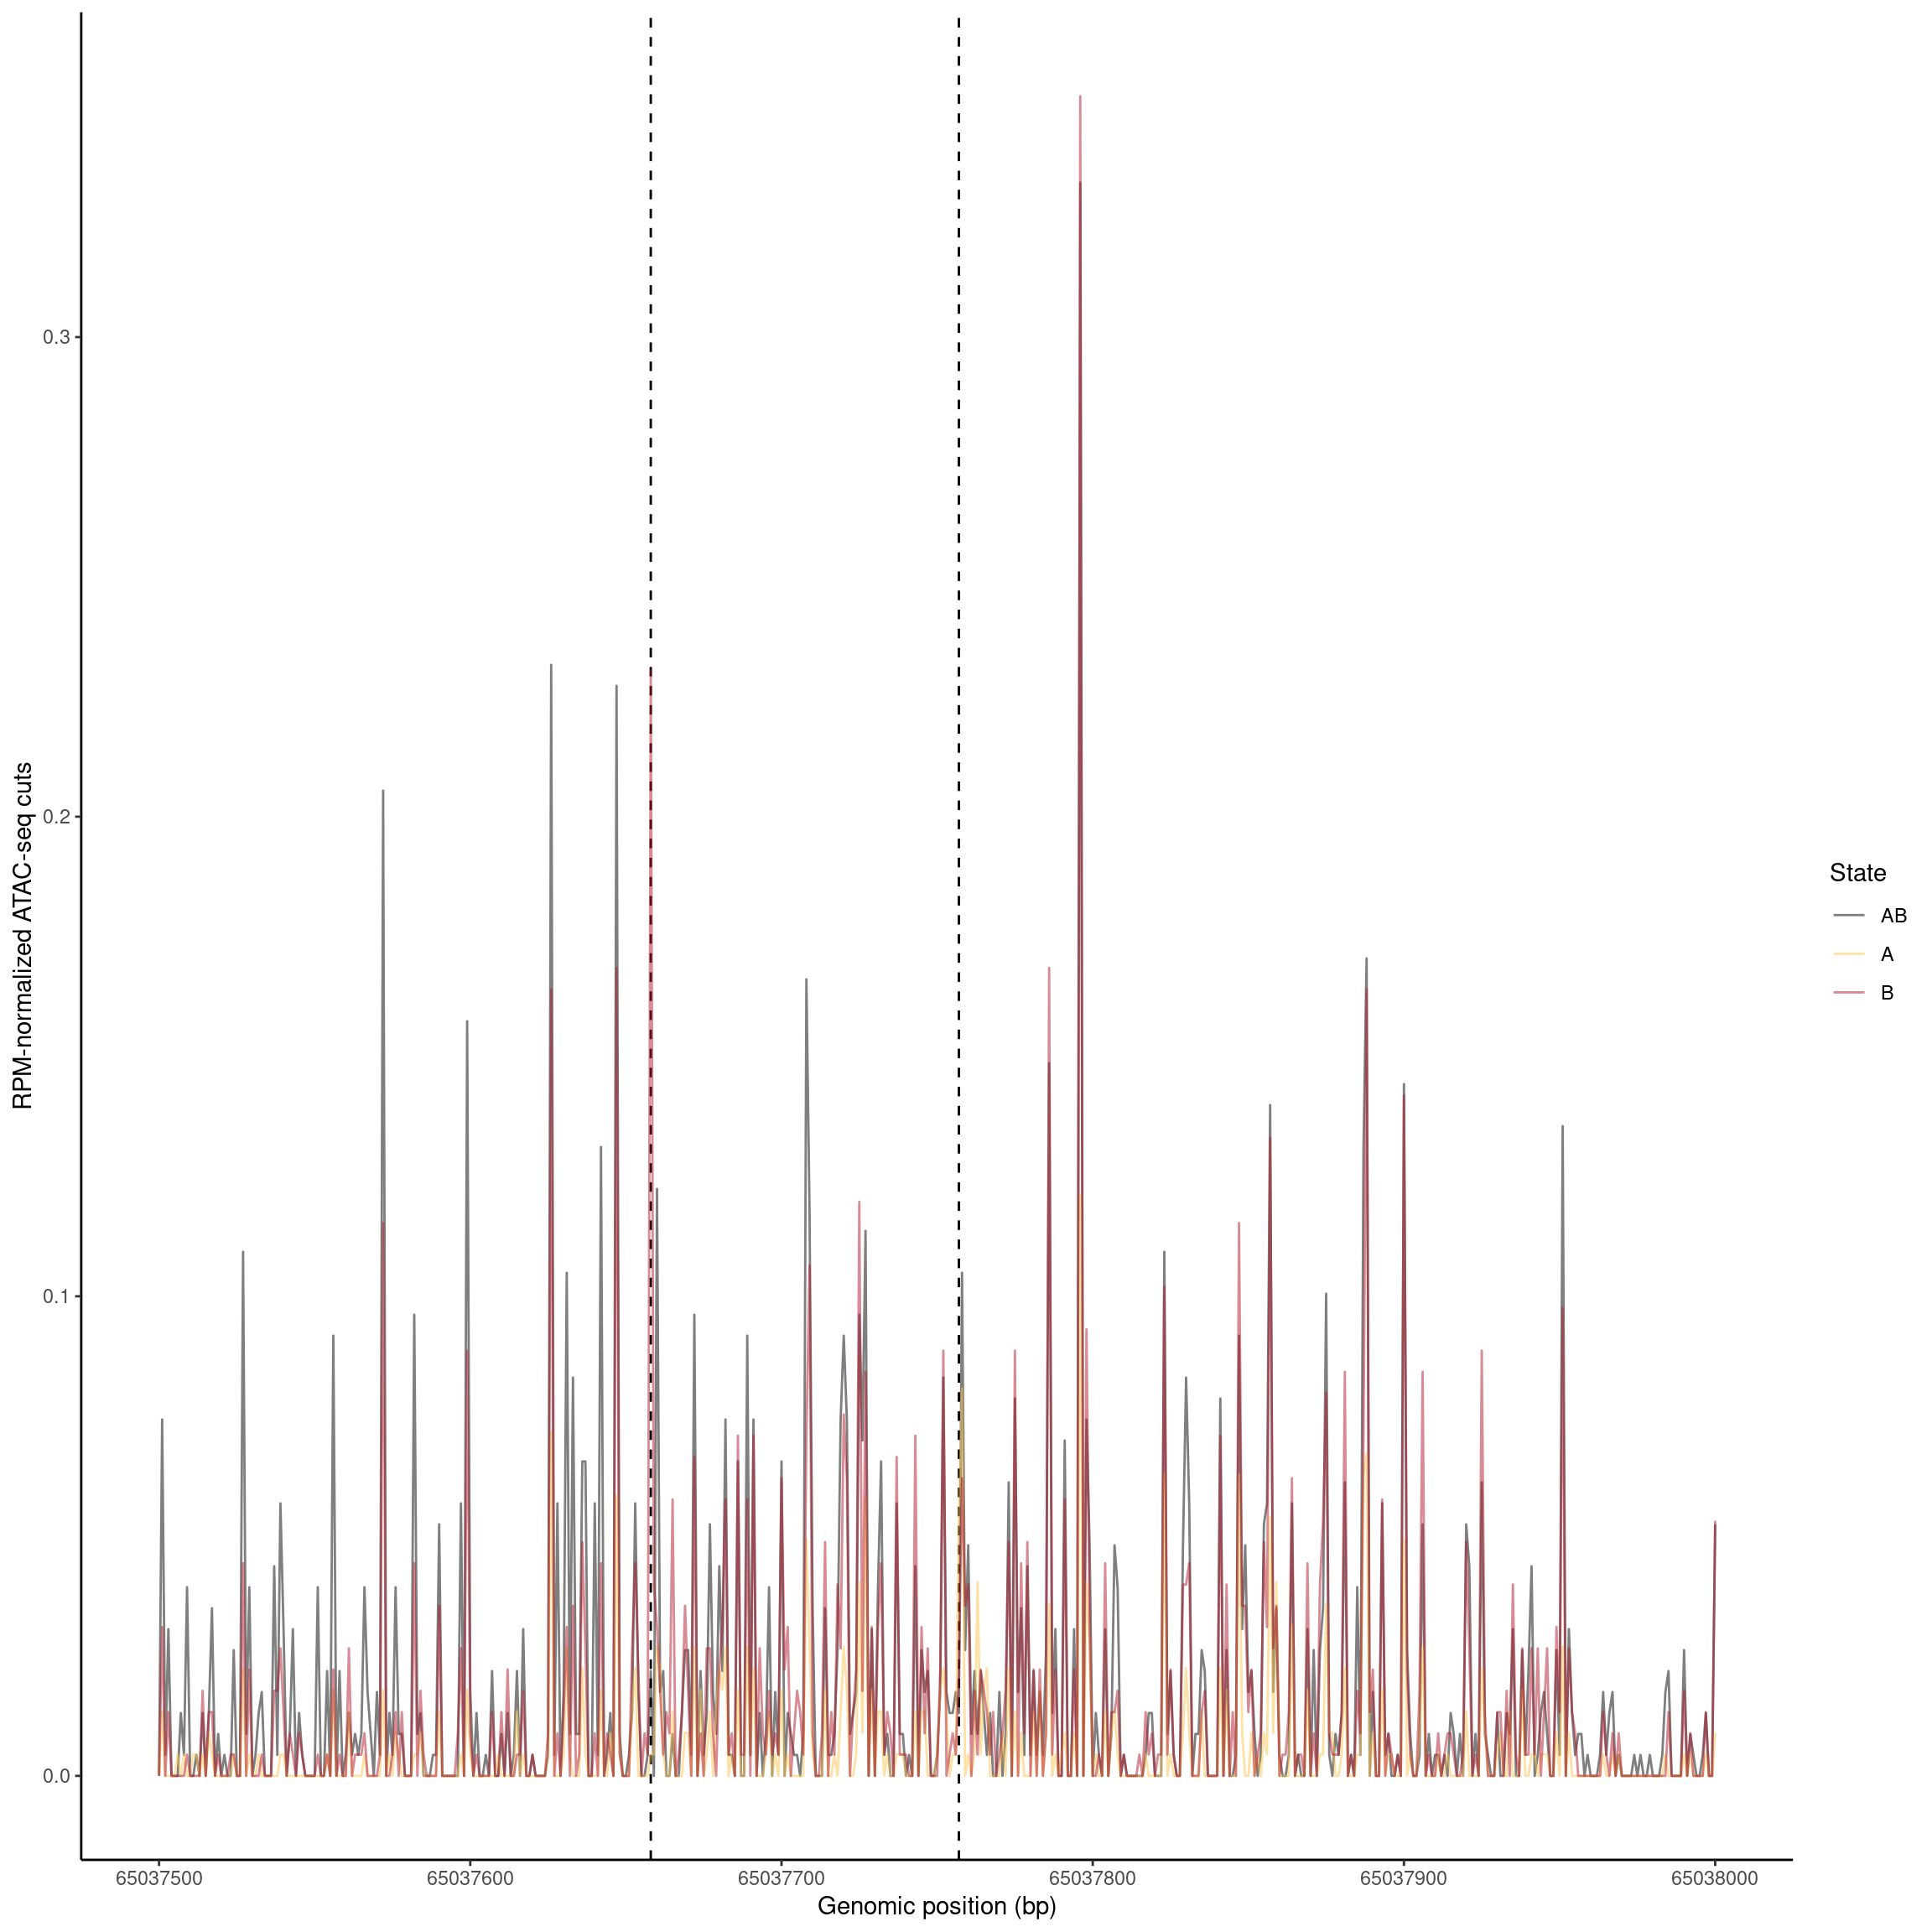 RPM-normalized ATAC-seq cuts
0.3
0.2
0.1
0.0
65037500 65037600 65037700 65037800 65037900 65038000
Genomic position (bp)
State
AB
A
B